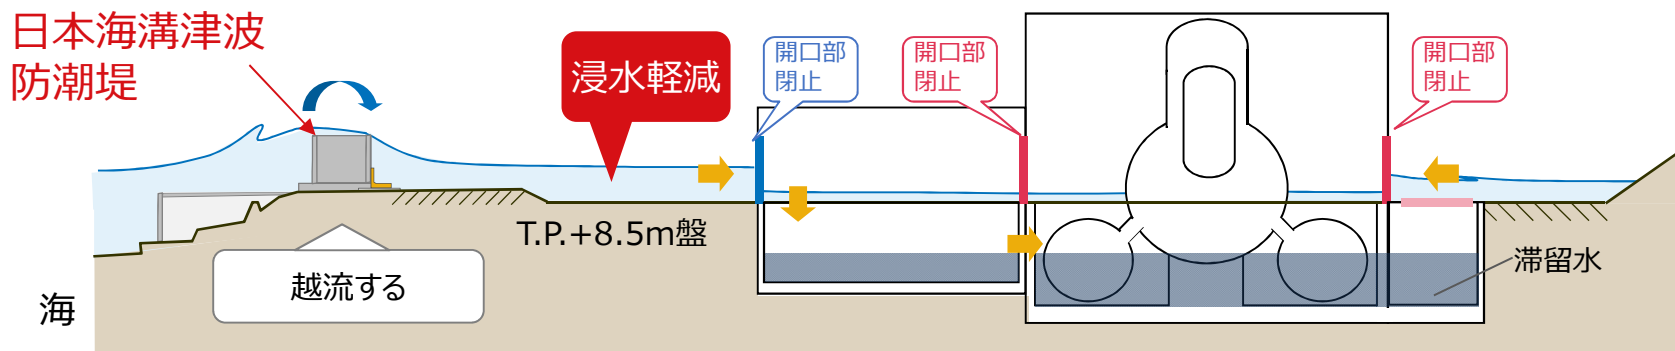 日本海溝津波
防潮堤
浸水軽減
開口部
閉止
開口部
閉止
開口部
閉止
T.P.+8.5m盤
越流する
滞留水
海